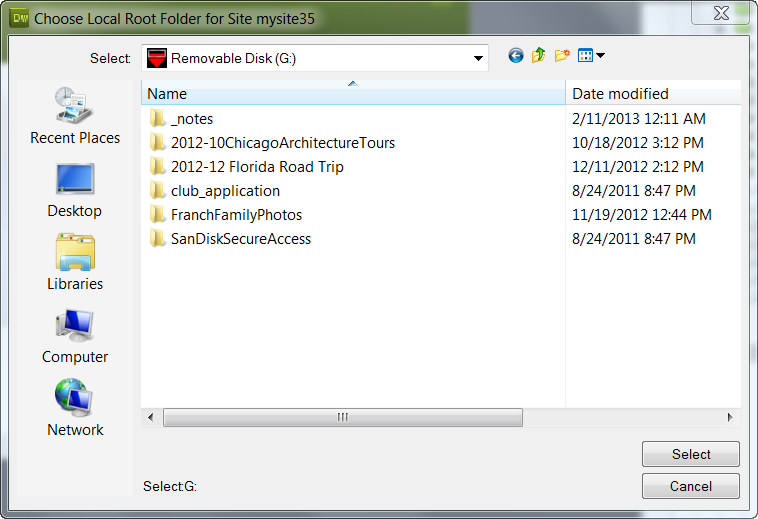 Dw Choose Local Root Folder for Site mysite35
Select: Removable Disk (G:)
Name Date modified
_notes 2/11/2013 12:11 AM
2012-10ChicagoArchitectureTours 10/18/2012 3:12 PM
2012-12 Florida Road Trip 12/11/2012 2:12 PM
club_application 8/24/2011 8:47 PM
FranchFamilyPhotos 11/19/2012 12:44 PM
SanDiskSecureAccess 8/24/2011 8:47 PM
Recent Places
Desktop
Libraries
Computer
Network
Select
Select:G:
Cancel